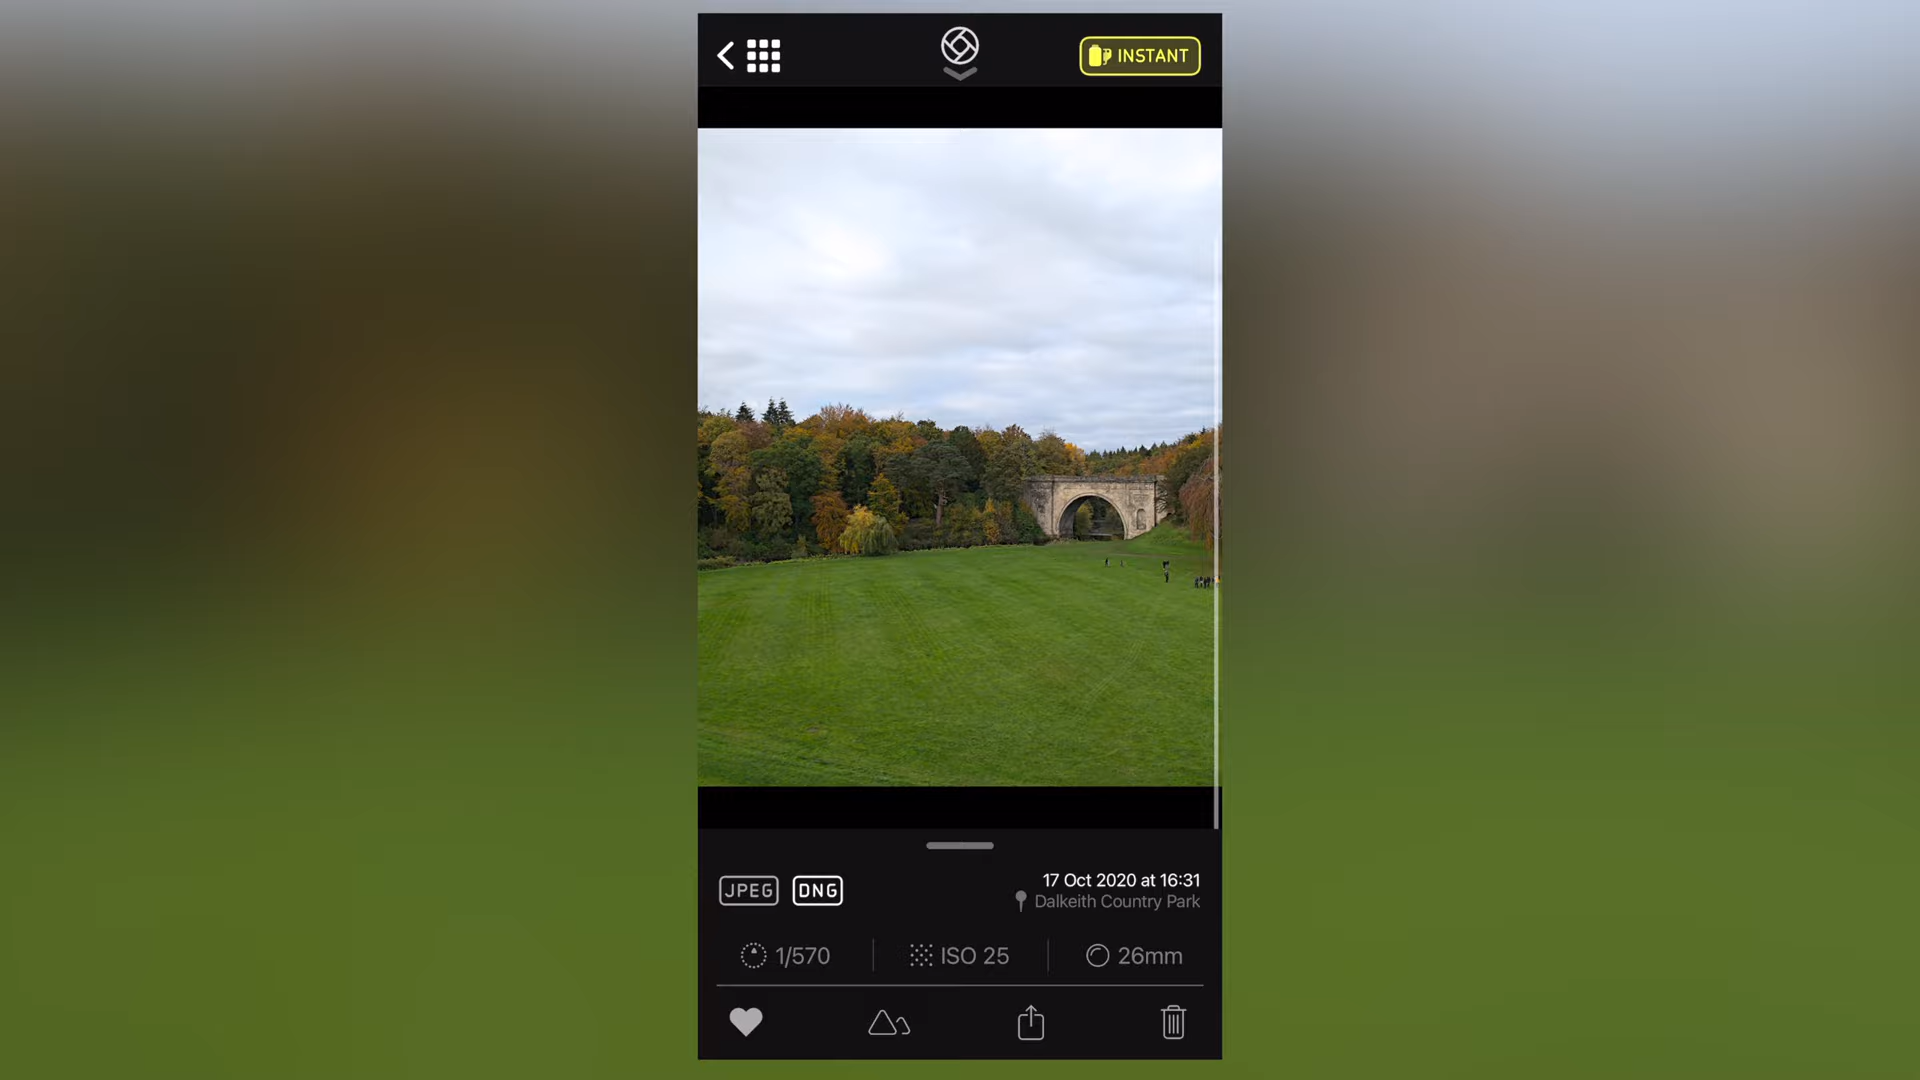 INSTANT
JPEG DNG
17 Oct 2020 at 16:31
Dalkeith Country Park
1/570 ISO 25 26mm